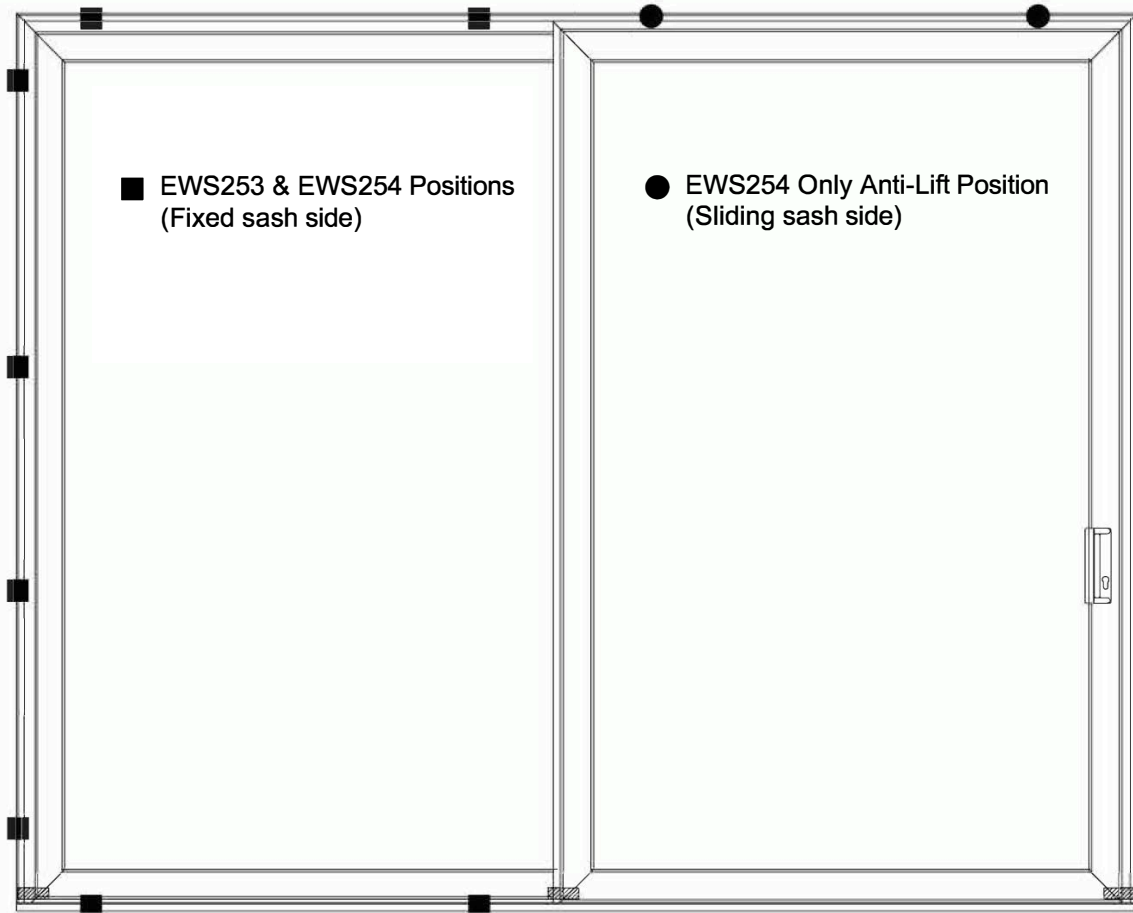 EWS253 & EWS254 Positions
(Fixed sash side)
EWS254 Only Anti-Lift Position
(Sliding sash side)